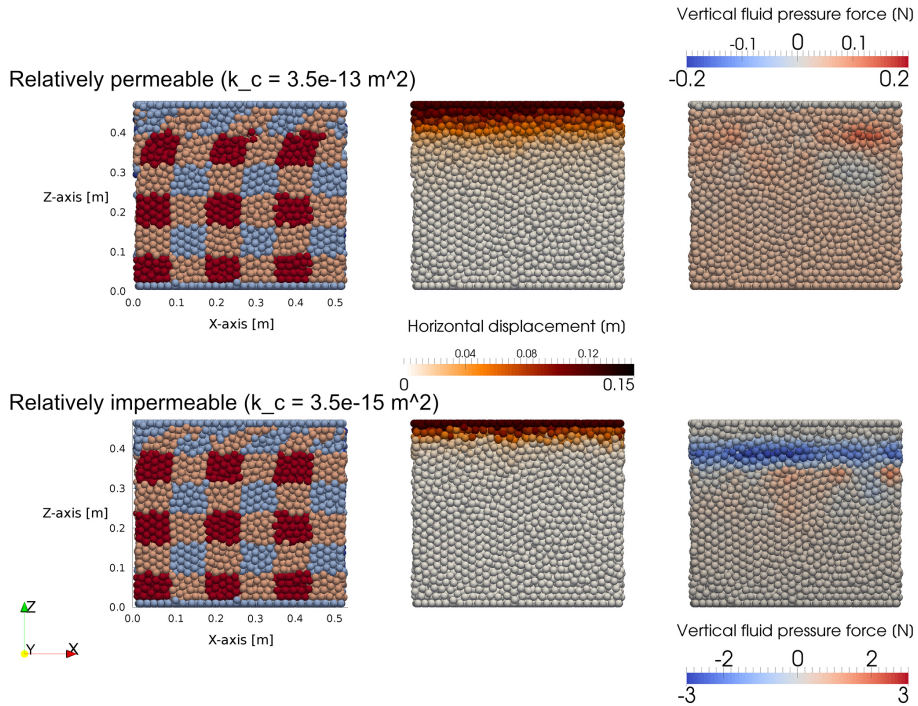 Vertical fluid pressure force [N]
-0.1 0 0.1
-0.2 0.2
Relatively permeable (k_c = 3.5e-13 m^2)
0.4
0.3
Z-axis [m]
0.2
0.1
0.0
0.0 0.1 0.2 0.3 0.4 0.5
X-axis [m]
Horizontal displacement [m]
0.04 0.08 0.12
0 0.15
Relatively impermeable (k_c = 3.5e-15 m^2)
0.4
0.3
Z-axis [m]
0.2
0.1
0.0
0.0 0.1 0.2 0.3 0.4 0.5
X-axis [m]
Z
Y X
Vertical fluid pressure force [N]
-2 0 2
-3 3